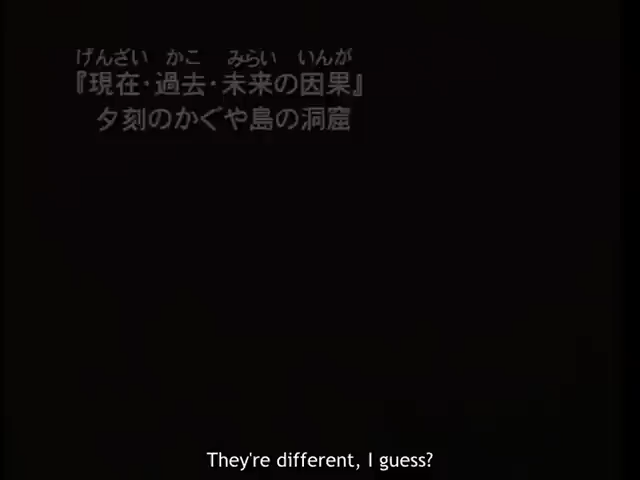 げんざい かこ みらい いんが
『現在・過去・未来の因果』
夕刻のかぐや島の洞窟
They're different, I guess?